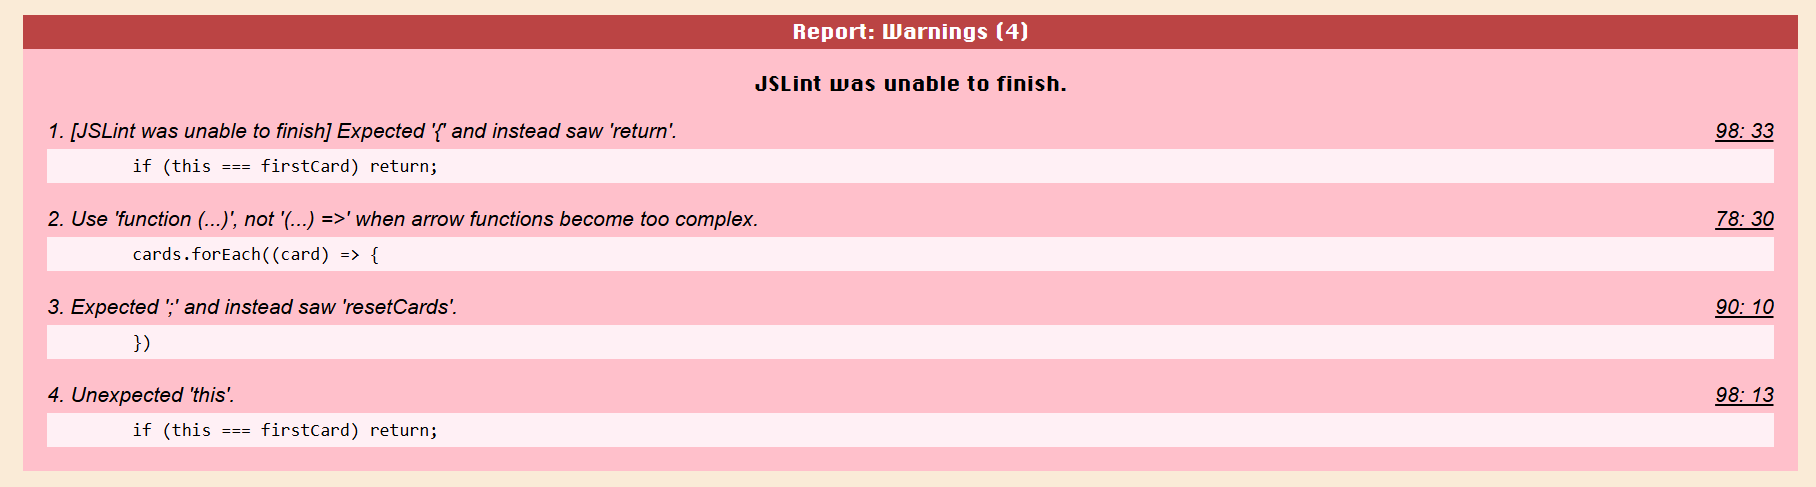 Report: Warnings (4)
JSLint was unable to finish.
1. [JSLint was unable to finish] Expected '{' and instead saw 'return'. 98: 33
if (this === firstCard) return;
2. Use 'function (...)', not '(...) =>' when arrow functions become too complex. 78: 30
cards.forEach((card) => {
3. Expected ';' and instead saw 'resetCards'. 90: 10
})
4. Unexpected 'this'. 98: 13
if (this === firstCard) return;